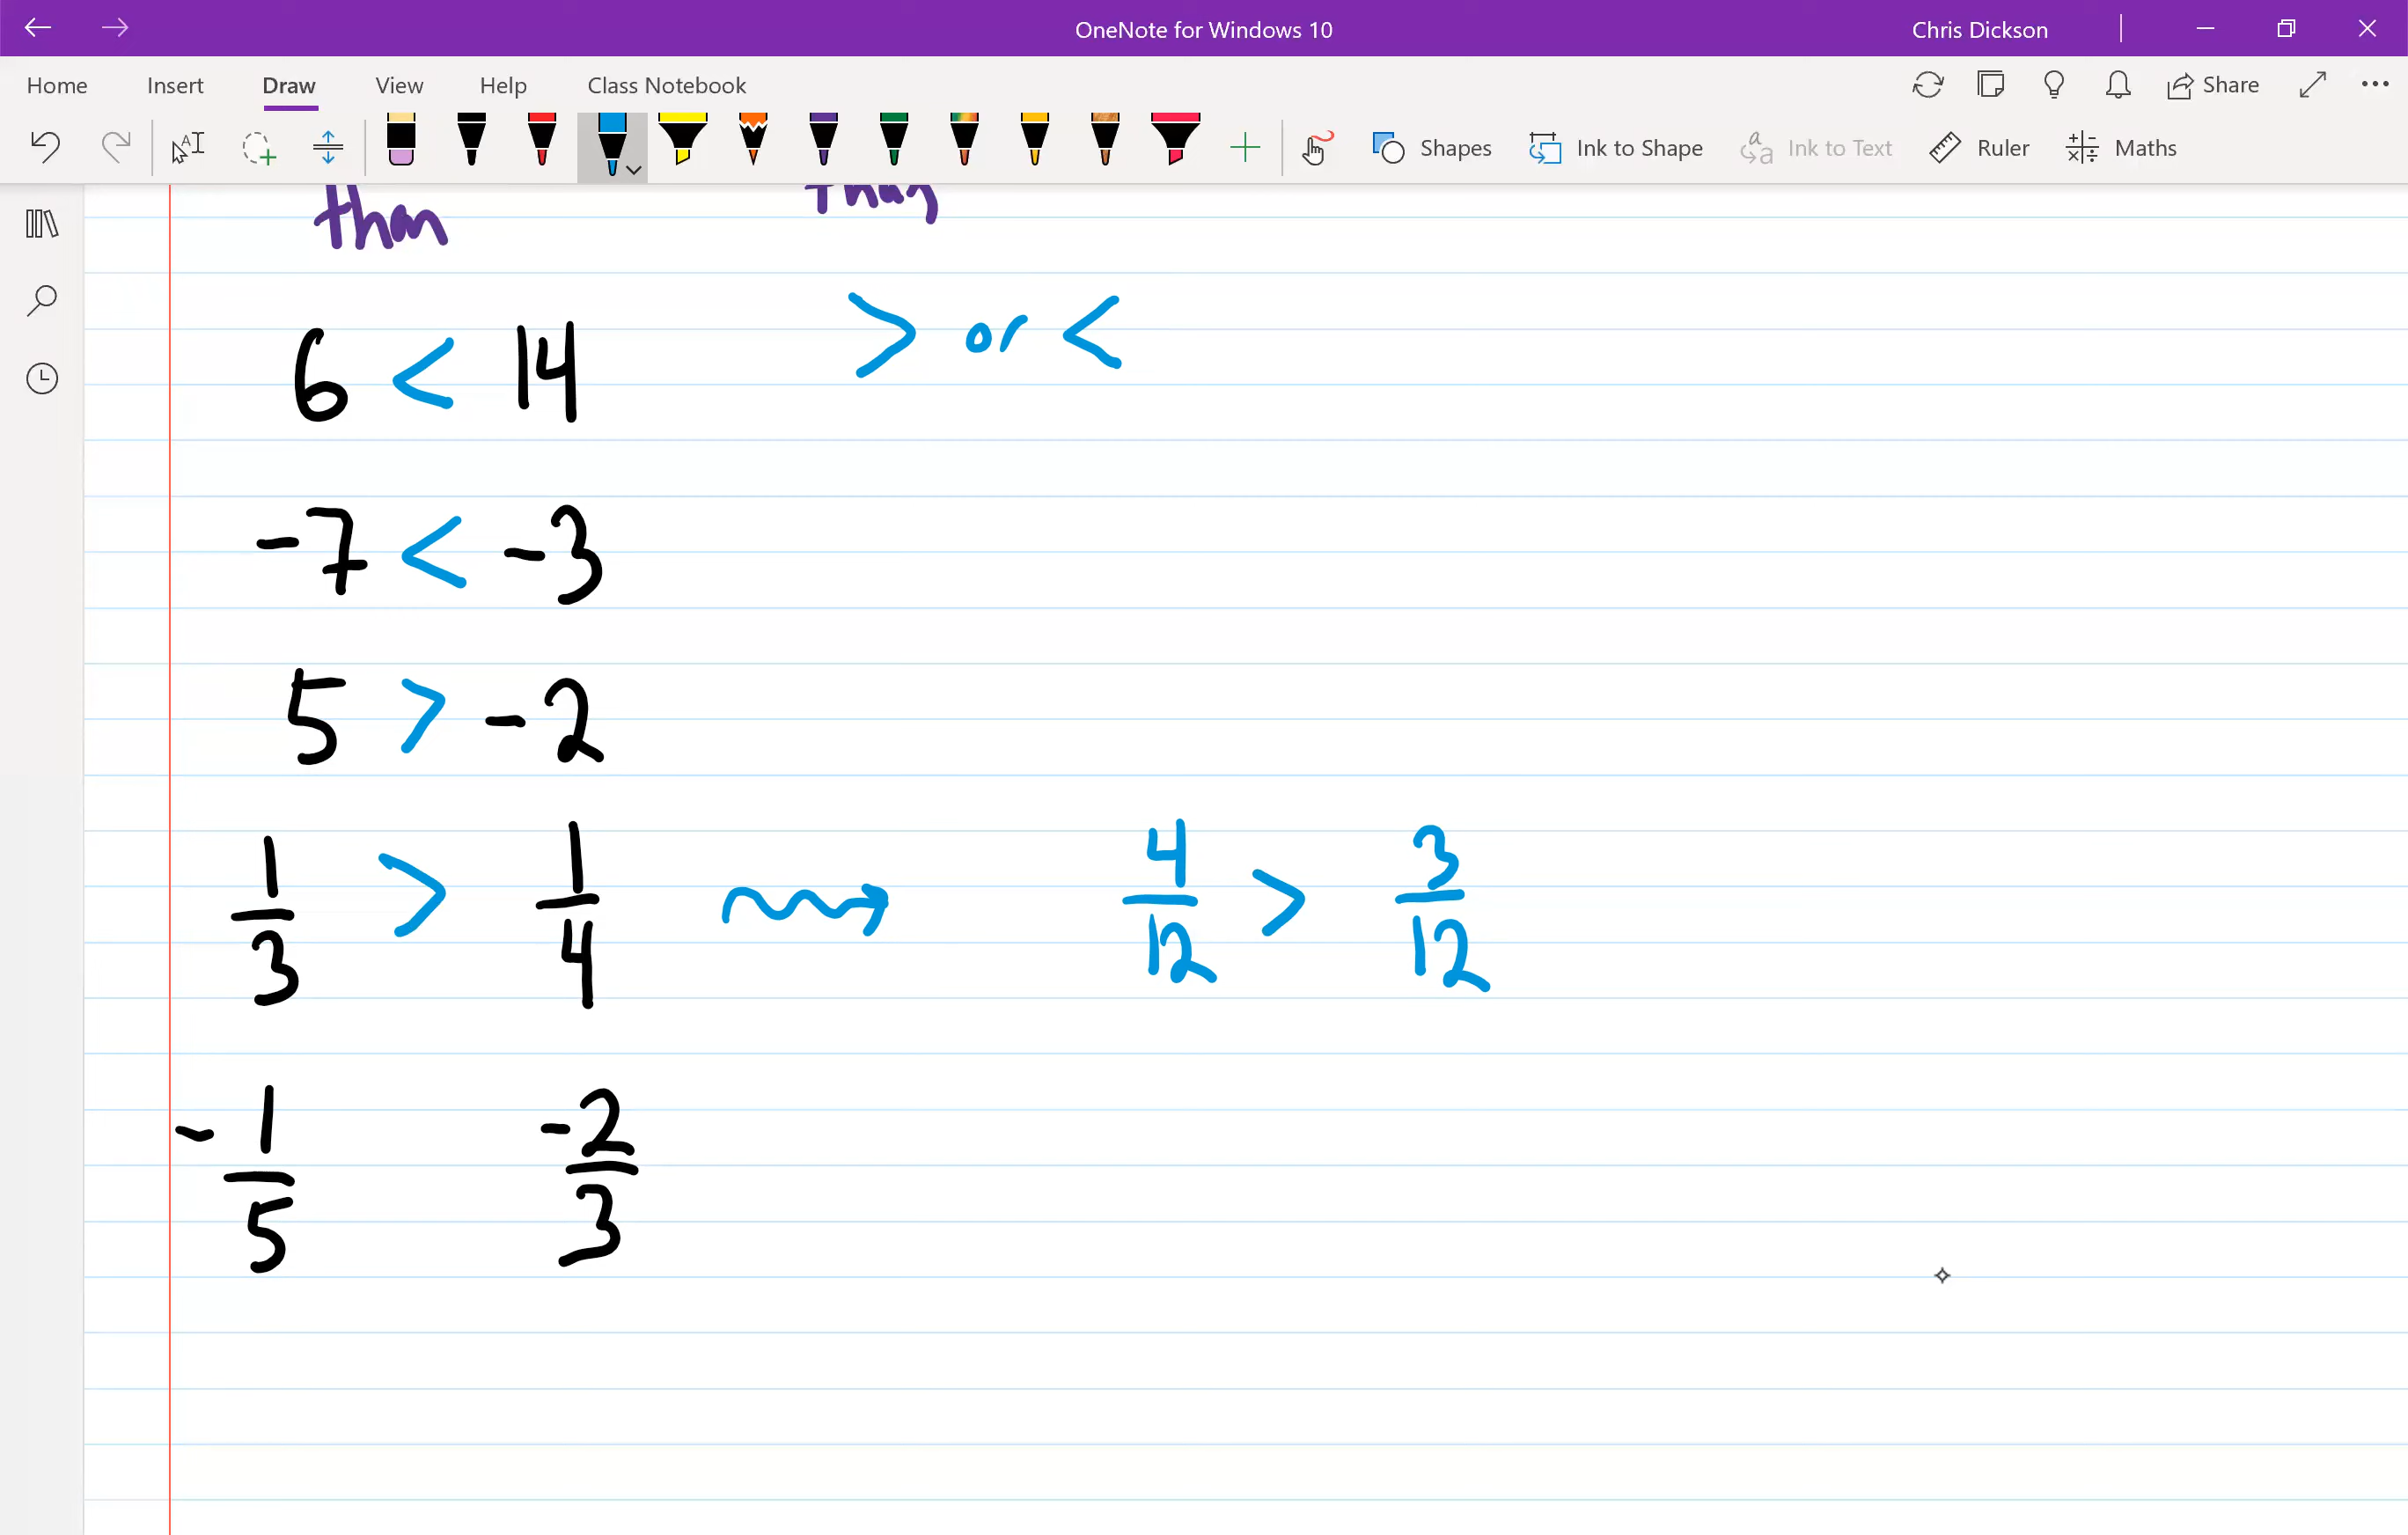 OneNote for Windows 10 Chris Dickson
Home Insert Draw View Help Class Notebook Share
Shapes Ink to Shape Ink to Text Ruler Maths
than than
6 < 14 > or <
-7 < -3
5 > -2
1/3 > 1/4 4/12 > 3/12
-1/5 -2/3